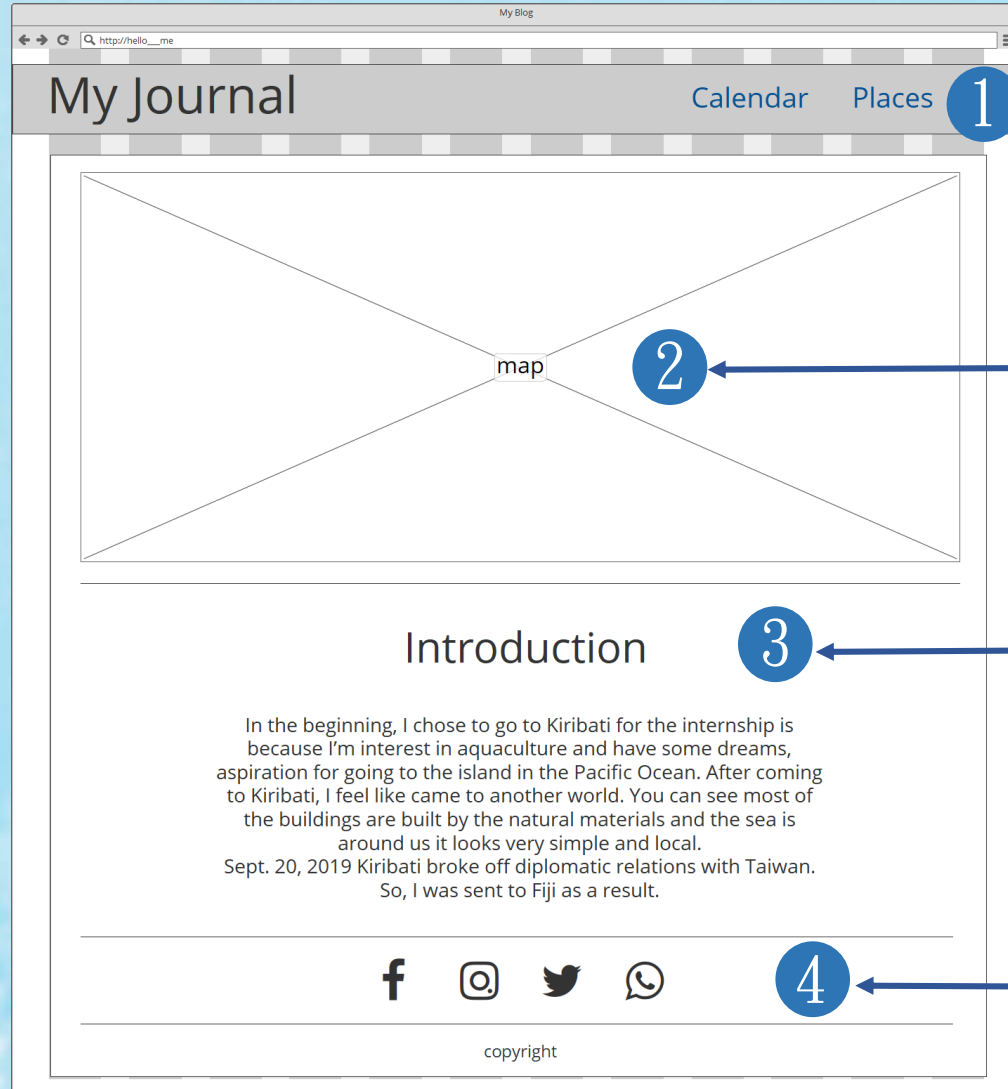 My Blog
http://hello___me
My Journal
Calendar Places 1
map
2
Introduction
3
In the beginning, I chose to go to Kiribati for the internship is
because I’m interest in aquaculture and have some dreams,
aspiration for going to the island in the Pacific Ocean. After coming
to Kiribati, I feel like came to another world. You can see most of
the buildings are built by the natural materials and the sea is
around us it looks very simple and local.
Sept. 20, 2019 Kiribati broke off diplomatic relations with Taiwan.
So, I was sent to Fiji as a result.
4
copyright